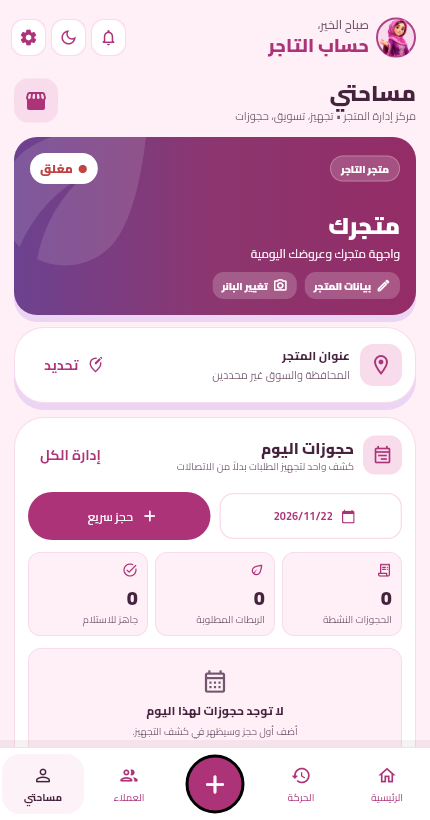 صباح الخير،
حساب التاجر
مساحتي
مركز إدارة المتجر • تجهيز، تسويق، حجوزات
متجر التاجر
مغلق
متجرك
واجهة متجرك وعروضك اليومية
بيانات المتجر
تغيير البانر
عنوان المتجر
المحافظة والسوق غير محددين
تحديد
حجوزات اليوم
كشف واحد لتجهيز الطلبات بدلاً من الاتصالات
إدارة الكل
2026/11/22
حجز سريع
0
الحجوزات النشطة
0
الربطات المطلوبة
0
جاهز للاستلام
لا توجد حجوزات لهذا اليوم
أضف أول حجز وسيظهر في كشف التجهيز.
الرئيسية
الحركة
العملاء
مساحتي